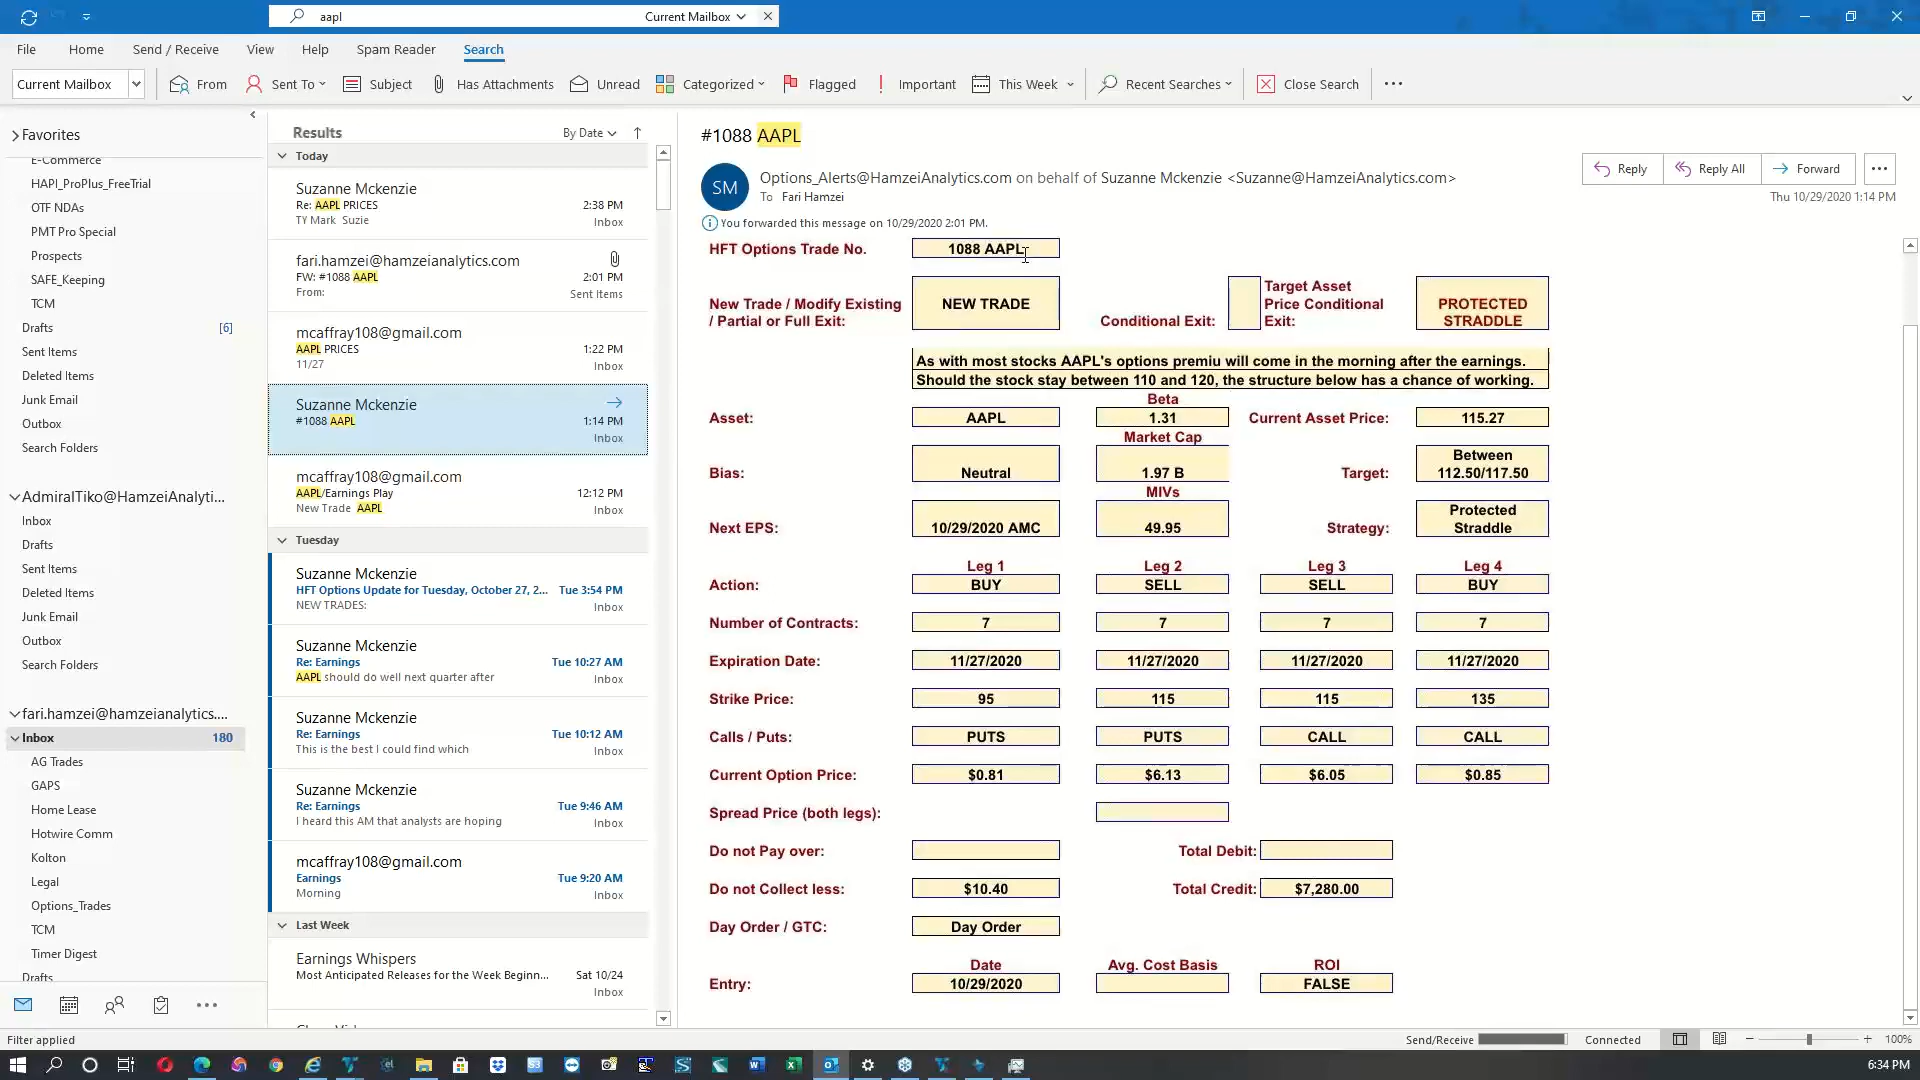 aapl
Current Mailbox
File Home Send / Receive View Help Spam Reader Search
Current Mailbox From Sent To Subject Has Attachments Unread Categorized Flagged Important This Week Recent Searches Close Search
Favorites
E-Commerce
HAPI_ProPlus_FreeTrial
OTF NDAs
PMT Pro Special
Prospects
SAFE_Keeping
TCM
Drafts [6]
Sent Items
Deleted Items
Junk Email
Outbox
Search Folders
AdmiralTiko@HamzeiAnalyti...
Inbox
Drafts
Sent Items
Deleted Items
Junk Email
Outbox
Search Folders
fari.hamzei@hamzeianalytics....
Inbox 180
AG Trades
GAPS
Home Lease
Hotwire Comm
Kolton
Legal
Options_Trades
TCM
Timer Digest
Drafts
Results By Date
Today
Suzanne Mckenzie
Re: AAPL PRICES 2:38 PM
TY Mark Suzie Inbox
fari.hamzei@hamzeianalytics.com
FW: #1088 AAPL 2:01 PM
From: Sent Items
mcaffray108@gmail.com
AAPL PRICES 1:22 PM
11/27 Inbox
Suzanne Mckenzie
#1088 AAPL 1:14 PM
Inbox
mcaffray108@gmail.com
AAPL/Earnings Play 12:12 PM
New Trade AAPL Inbox
Tuesday
Suzanne Mckenzie
HFT Options Update for Tuesday, October 27, 2... Tue 3:54 PM
NEW TRADES: Inbox
Suzanne Mckenzie
Re: Earnings Tue 10:27 AM
AAPL should do well next quarter after Inbox
Suzanne Mckenzie
Re: Earnings Tue 10:12 AM
This is the best I could find which Inbox
Suzanne Mckenzie
Re: Earnings Tue 9:46 AM
I heard this AM that analysts are hoping Inbox
mcaffray108@gmail.com
Earnings Tue 9:20 AM
Morning Inbox
Last Week
Earnings Whispers
Most Anticipated Releases for the Week Beginn... Sat 10/24
Inbox
#1088 AAPL
SM
Options_Alerts@HamzeiAnalytics.com on behalf of Suzanne Mckenzie <Suzanne@HamzeiAnalytics.com>
To Fari Hamzei
Reply Reply All Forward
Thu 10/29/2020 1:14 PM
You forwarded this message on 10/29/2020 2:01 PM.
HFT Options Trade No. 1088 AAPL
New Trade / Modify Existing / Partial or Full Exit: NEW TRADE Conditional Exit: Target Asset Price Conditional Exit: PROTECTED STRADDLE
As with most stocks AAPL's options premiu will come in the morning after the earnings.
Should the stock stay between 110 and 120, the structure below has a chance of working.
Beta
Asset: AAPL 1.31 Current Asset Price: 115.27
Market Cap
Bias: Neutral 1.97 B Target: Between 112.50/117.50
MIVs
Next EPS: 10/29/2020 AMC 49.95 Strategy: Protected Straddle
Leg 1 Leg 2 Leg 3 Leg 4
Action: BUY SELL SELL BUY
Number of Contracts: 7 7 7 7
Expiration Date: 11/27/2020 11/27/2020 11/27/2020 11/27/2020
Strike Price: 95 115 115 135
Calls / Puts: PUTS PUTS CALL CALL
Current Option Price: $0.81 $6.13 $6.05 $0.85
Spread Price (both legs):
Do not Pay over: Total Debit:
Do not Collect less: $10.40 Total Credit: $7,280.00
Day Order / GTC: Day Order
Date Avg. Cost Basis ROI
Entry: 10/29/2020 FALSE
Filter applied Send/Receive Connected 100%
6:34 PM